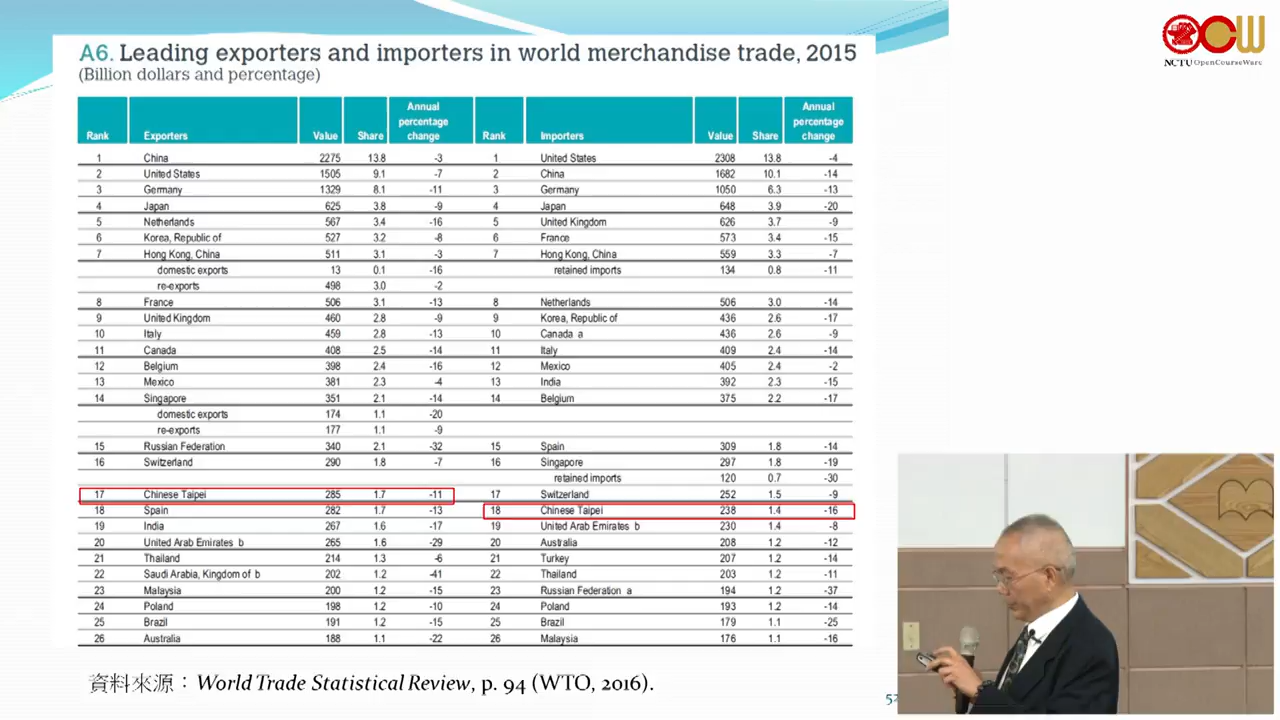 A6. Leading exporters and importers in world merchandise trade, 2015
(Billion dollars and percentage)
NCTU OpenCourseWare
Rank Exporters Value Share Annual percentage change Rank Importers Value Share Annual percentage change
1 China 2275 13.8 -3 1 United States 2308 13.8 -4
2 United States 1505 9.1 -7 2 China 1682 10.1 -14
3 Germany 1329 8.1 -11 3 Germany 1050 6.3 -13
4 Japan 625 3.8 -9 4 Japan 648 3.9 -20
5 Netherlands 567 3.4 -16 5 United Kingdom 626 3.7 -9
6 Korea, Republic of 527 3.2 -8 6 France 573 3.4 -15
7 Hong Kong, China 511 3.1 -3 7 Hong Kong, China 559 3.3 -7
domestic exports 13 0.1 -16 retained imports 134 0.8 -11
re-exports 498 3.0 -2
8 France 506 3.1 -13 8 Netherlands 506 3.0 -14
9 United Kingdom 460 2.8 -9 9 Korea, Republic of 436 2.6 -17
10 Italy 459 2.8 -13 10 Canada a 436 2.6 -9
11 Canada 408 2.5 -14 11 Italy 409 2.4 -14
12 Belgium 398 2.4 -16 12 Mexico 405 2.4 -2
13 Mexico 381 2.3 -4 13 India 392 2.3 -15
14 Singapore 351 2.1 -14 14 Belgium 375 2.2 -17
domestic exports 174 1.1 -20
re-exports 177 1.1 -9
15 Russian Federation 340 2.1 -32 15 Spain 309 1.8 -14
16 Switzerland 290 1.8 -7 16 Singapore 297 1.8 -19
retained imports 120 0.7 -30
17 Chinese Taipei 285 1.7 -11 17 Switzerland 252 1.5 -9
18 Spain 282 1.7 -13 18 Chinese Taipei 238 1.4 -16
19 India 267 1.6 -17 19 United Arab Emirates b 230 1.4 -8
20 United Arab Emirates b 265 1.6 -29 20 Australia 208 1.2 -12
21 Thailand 214 1.3 -6 21 Turkey 207 1.2 -14
22 Saudi Arabia, Kingdom of b 202 1.2 -41 22 Thailand 203 1.2 -11
23 Malaysia 200 1.2 -15 23 Russian Federation a 194 1.2 -37
24 Poland 198 1.2 -10 24 Poland 193 1.2 -14
25 Brazil 191 1.2 -15 25 Brazil 179 1.1 -25
26 Australia 188 1.1 -22 26 Malaysia 176 1.1 -16
資料來源：World Trade Statistical Review, p. 94 (WTO, 2016).